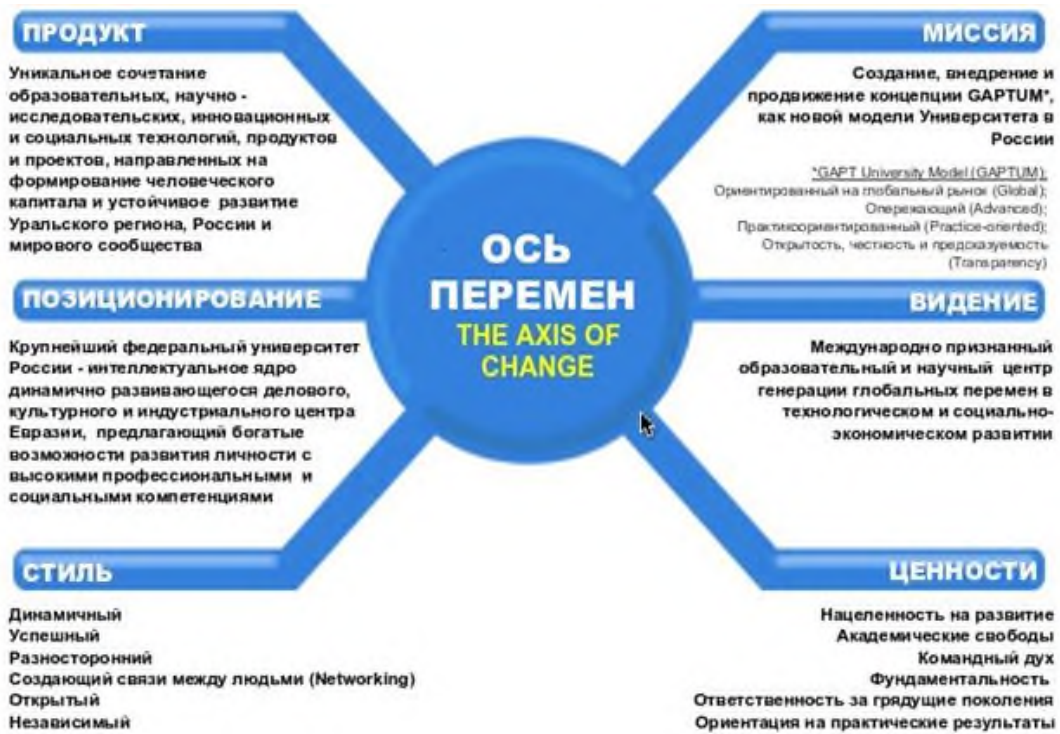 ПРОДУКТ
Уникальное сочетание
образовательных, научно -
исследовательских, инновационных
и социальных технологий, продуктов
и проектов, направленных на
формирование человеческого
капитала и устойчивое развитие
Уральского региона, России и
мирового сообщества
ПОЗИЦИОНИРОВАНИЕ
Крупнейший федеральный университет
России - интеллектуальное ядро
динамично развивающегося делового,
культурного и индустриального центра
Евразии, предлагающий богатые
возможности развития личности с
высокими профессиональными и
социальными компетенциями
СТИЛЬ
Динамичный
Успешный
Разносторонний
Создающий связи между людьми (Networking)
Открытый
Независимый
ОСЬ
ПЕРЕМЕН
THE AXIS OF
CHANGE
МИССИЯ
Создание, внедрение и
продвижение концепции GAPTUM*,
как новой модели Университета в
России
*GAPT University Model (GAPTUM):
Ориентированный на глобальный рынок (Global);
Опережающий (Advanced);
Практикоориентированный (Practice-oriented);
Открытость, честность и предсказуемость
(Transparency)
ВИДЕНИЕ
Международно признанный
образовательный и научный центр
генерации глобальных перемен в
технологическом и социально-
экономическом развитии
ЦЕННОСТИ
Нацеленность на развитие
Академические свободы
Командный дух
Фундаментальность
Ответственность за грядущие поколения
Ориентация на практические результаты